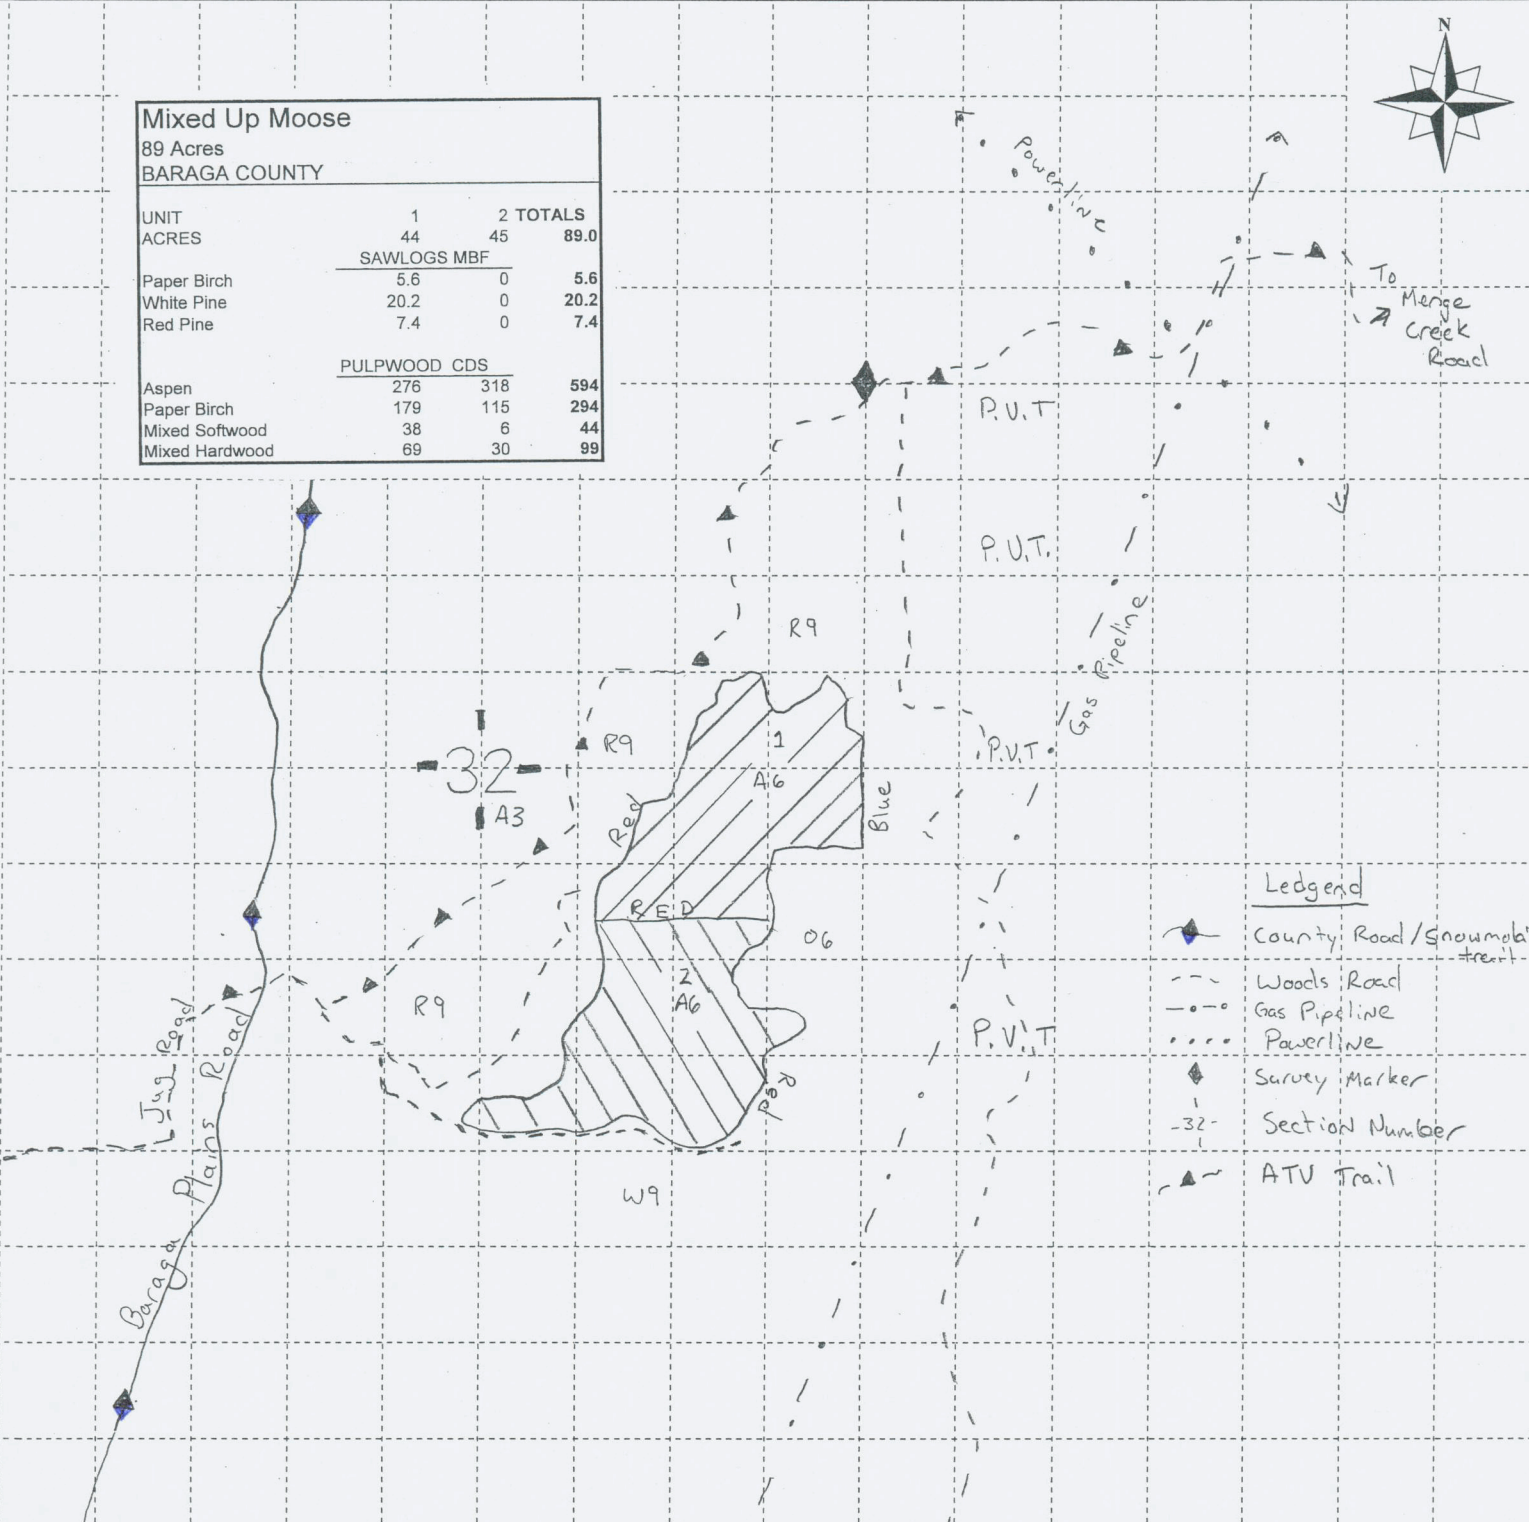 N
Mixed Up Moose
89 Acres
BARAGA COUNTY
UNIT 1 2 TOTALS
ACRES 44 45 89.0
SAWLOGS MBF
Paper Birch 5.6 0 5.6
White Pine 20.2 0 20.2
Red Pine 7.4 0 7.4
PULPWOOD CDS
Aspen 276 318 594
Paper Birch 179 115 294
Mixed Softwood 38 6 44
Mixed Hardwood 69 30 99
Powerline
To
Menge
Creek
Road
P.V.T
P.V.T.
R9
Gas Pipeline
R9
1
P.V.T
32
A6
A3
Red
Blue
Ledgend
RED
O6
County Road/Snowmobi
trail
2
A6
R9
Woods Road
Gas Pipeline
Jug Road
P.V.T
Powerline
Red
Survey Marker
-32- Section Number
ATV Trail
W9
Baraga Plains Road